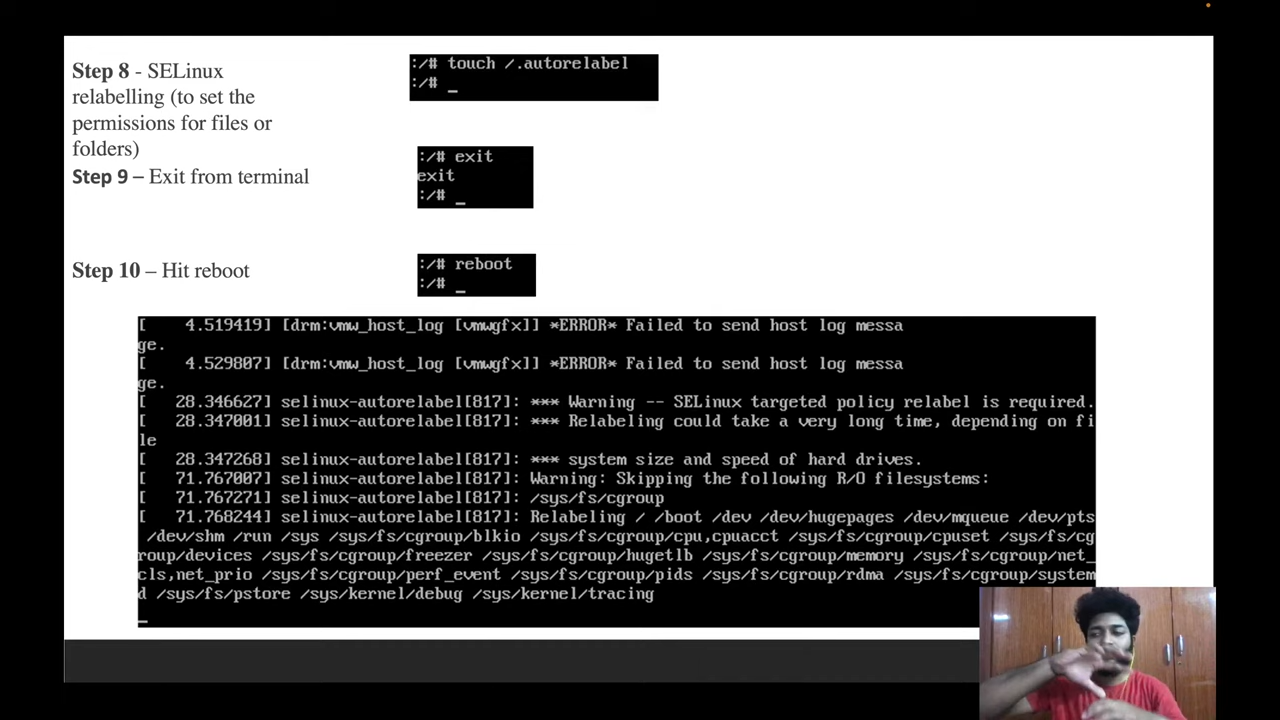 Step 8 - SELinux
relabelling (to set the
permissions for files or
folders)
:/# touch /.autorelabel
:/# _
Step 9 – Exit from terminal
:/# exit
exit
:/# _
Step 10 – Hit reboot
:/# reboot
:/# _
[    4.519419] [drm:vmw_host_log [vmwgfx]] *ERROR* Failed to send host log messa
ge.
[    4.529807] [drm:vmw_host_log [vmwgfx]] *ERROR* Failed to send host log messa
ge.
[   28.346627] selinux-autorelabel[817]: *** Warning -- SELinux targeted policy relabel is required.
[   28.347001] selinux-autorelabel[817]: *** Relabeling could take a very long time, depending on fi
le
[   28.347268] selinux-autorelabel[817]: *** system size and speed of hard drives.
[   71.767007] selinux-autorelabel[817]: Warning: Skipping the following R/O filesystems:
[   71.767271] selinux-autorelabel[817]: /sys/fs/cgroup
[   71.768244] selinux-autorelabel[817]: Relabeling / /boot /dev /dev/hugepages /dev/mqueue /dev/pts
/dev/shm /run /sys /sys/fs/cgroup/blkio /sys/fs/cgroup/cpu,cpuacct /sys/fs/cgroup/cpuset /sys/fs/cg
roup/devices /sys/fs/cgroup/freezer /sys/fs/cgroup/hugetlb /sys/fs/cgroup/memory /sys/fs/cgroup/net_
cls,net_prio /sys/fs/cgroup/perf_event /sys/fs/cgroup/pids /sys/fs/cgroup/rdma /sys/fs/cgroup/system
d /sys/fs/pstore /sys/kernel/debug /sys/kernel/tracing
_